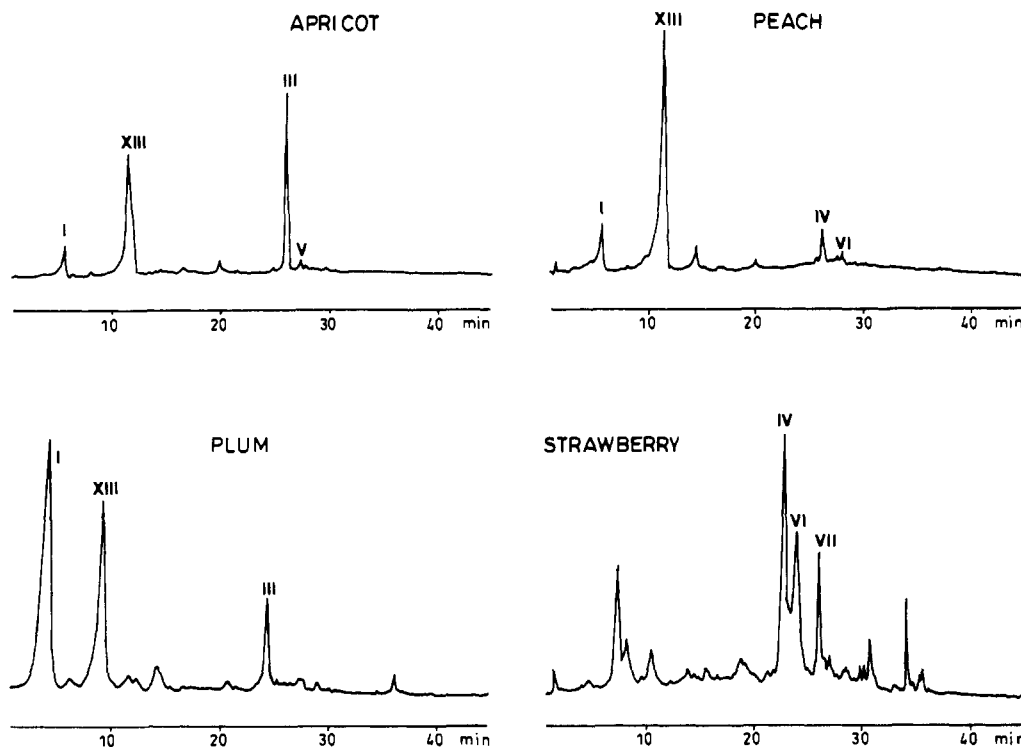 APRICOT
I
XIII
III
V
10 20 30 40 min
PEACH
I
XIII
IV
VI
10 20 30 40 min
PLUM
I
XIII
III
10 20 30 40 min
STRAWBERRY
IV
VI
VII
10 20 30 40 min